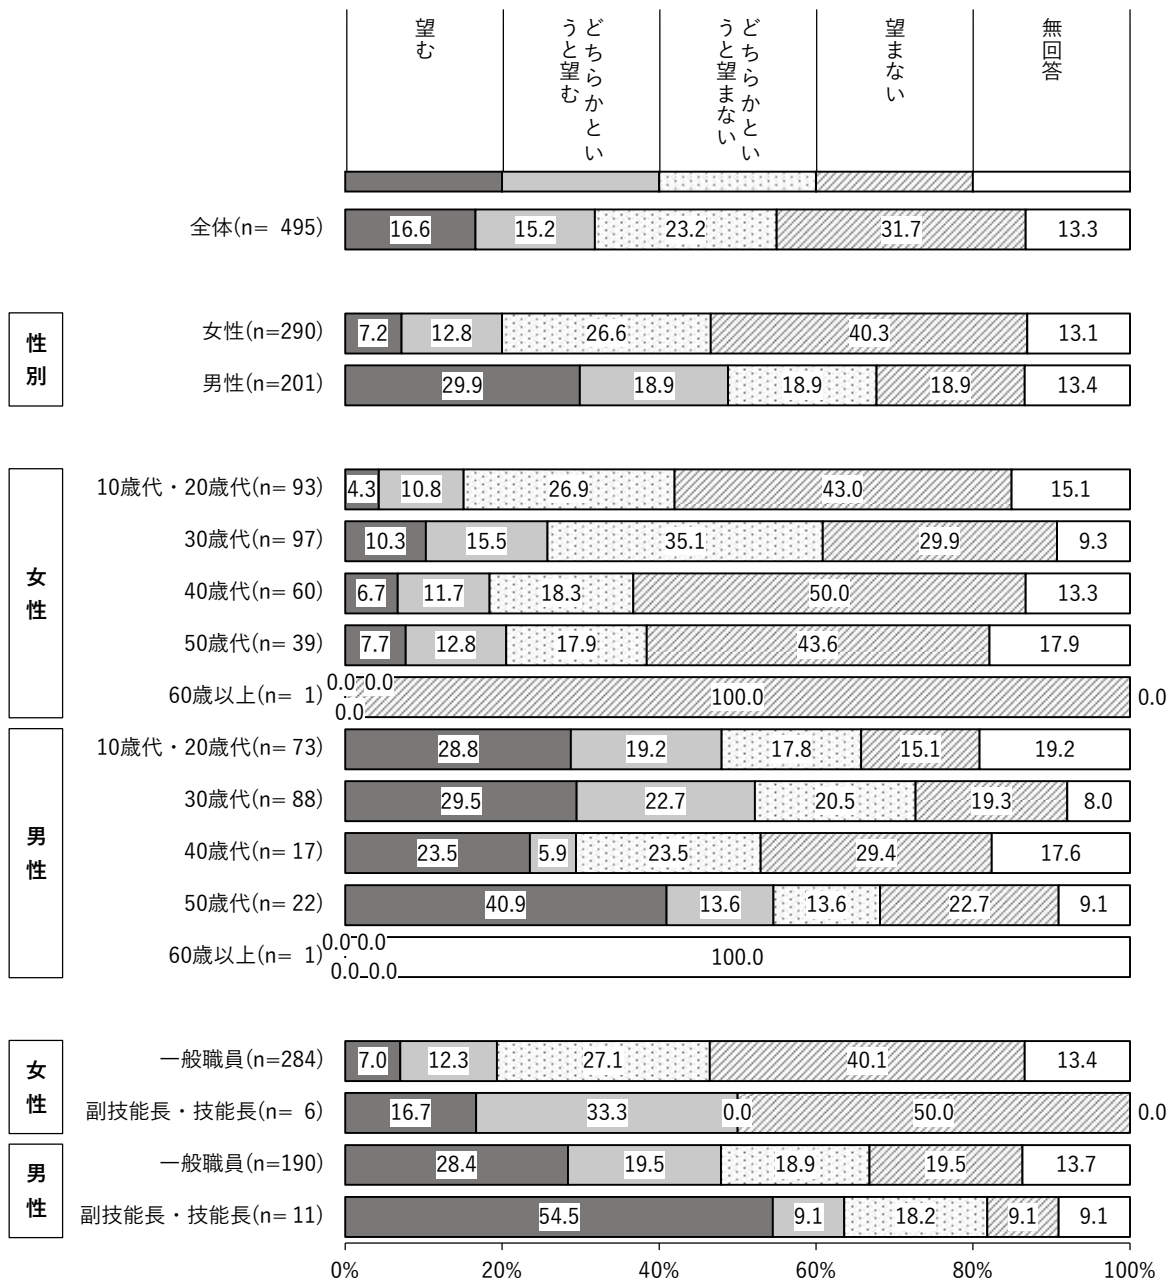 望む
どちらかとい
うと望む
どちらかとい
うと望まない
望まない
無回答
全体(n= 495)
16.6 15.2 23.2 31.7 13.3
性別
女性(n=290)
7.2 12.8 26.6 40.3 13.1
男性(n=201)
29.9 18.9 18.9 18.9 13.4
女性
10歳代・20歳代(n= 93)
4.3 10.8 26.9 43.0 15.1
30歳代(n= 97)
10.3 15.5 35.1 29.9 9.3
40歳代(n= 60)
6.7 11.7 18.3 50.0 13.3
50歳代(n= 39)
7.7 12.8 17.9 43.6 17.9
60歳以上(n= 1)
0.0 0.0 0.0 100.0 0.0
男性
10歳代・20歳代(n= 73)
28.8 19.2 17.8 15.1 19.2
30歳代(n= 88)
29.5 22.7 20.5 19.3 8.0
40歳代(n= 17)
23.5 5.9 23.5 29.4 17.6
50歳代(n= 22)
40.9 13.6 13.6 22.7 9.1
60歳以上(n= 1)
0.0 0.0 0.0 0.0 100.0
女性
一般職員(n=284)
7.0 12.3 27.1 40.1 13.4
副技能長・技能長(n= 6)
16.7 33.3 0.0 50.0 0.0
男性
一般職員(n=190)
28.4 19.5 18.9 19.5 13.7
副技能長・技能長(n= 11)
54.5 9.1 18.2 9.1 9.1
0% 20% 40% 60% 80% 100%